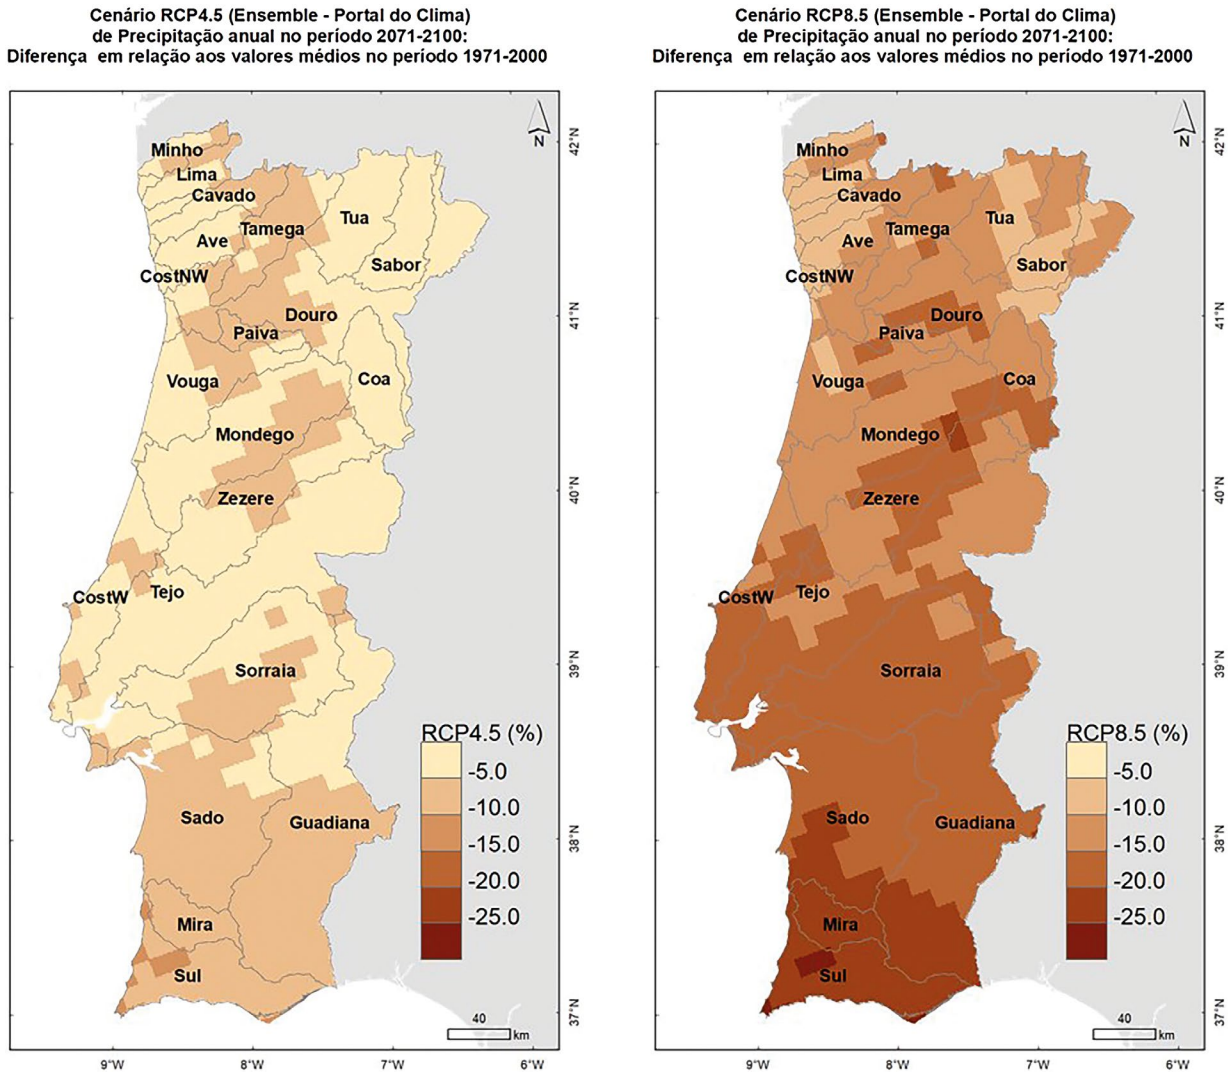 Cenário RCP4.5 (Ensemble - Portal do Clima)
de Precipitação anual no período 2071-2100:
Diferença em relação aos valores médios no período 1971-2000
N
42°N
41°N
40°N
39°N
38°N
37°N
Minho
Lima
Cavado
Tua
Tamega
Ave
Sabor
CostNW
Douro
Paiva
Vouga
Coa
Mondego
Zezere
Tejo
CostW
Sorraia
RCP4.5 (%)
-5.0
-10.0
-15.0
-20.0
-25.0
Sado
Guadiana
Mira
Sul
40
km
9°W
8°W
7°W
6°W
Cenário RCP8.5 (Ensemble - Portal do Clima)
de Precipitação anual no período 2071-2100:
Diferença em relação aos valores médios no período 1971-2000
N
42°N
41°N
40°N
39°N
38°N
37°N
Minho
Lima
Cavado
Tua
Tamega
Ave
Sabor
CostNW
Douro
Paiva
Vouga
Coa
Mondego
Zezere
Tejo
CostW
Sorraia
RCP8.5 (%)
-5.0
-10.0
-15.0
-20.0
-25.0
Sado
Guadiana
Mira
Sul
40
km
9°W
8°W
7°W
6°W